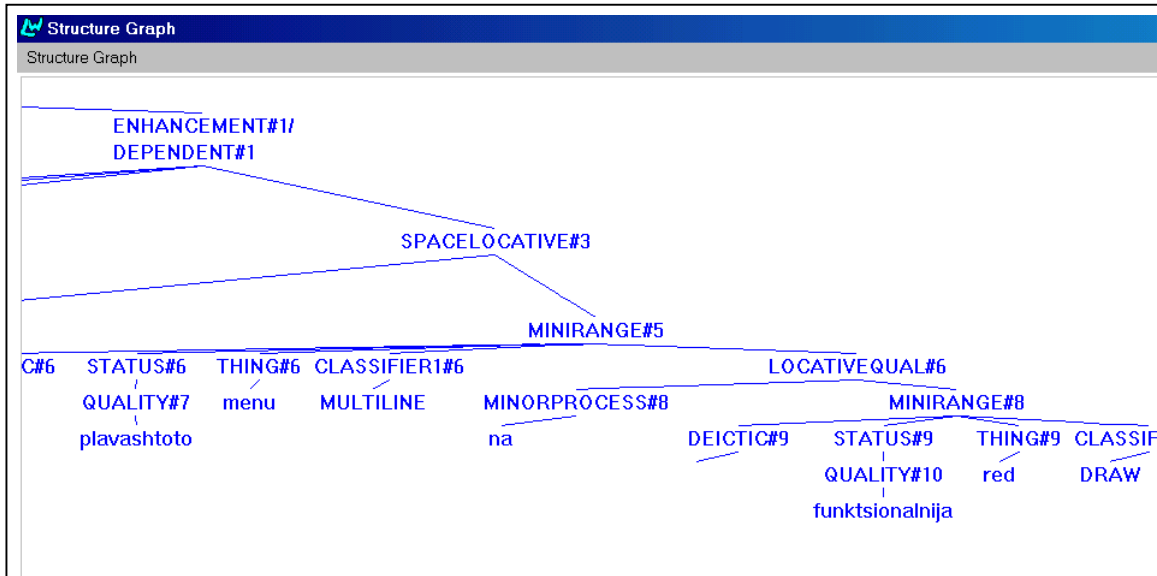 Structure Graph
Structure Graph
ENHANCEMENT#1/
DEPENDENT#1
SPACELOCATIVE#3
MINIRANGE#5
C#6 STATUS#6 THING#6 CLASSIFIER1#6 LOCATIVEQUAL#6
QUALITY#7 menu MULTILINE MINORPROCESS#8 MINIRANGE#8
plavashtoto na DEICTIC#9 STATUS#9 THING#9 CLASSIF
QUALITY#10 red DRAW
funktsionalnija